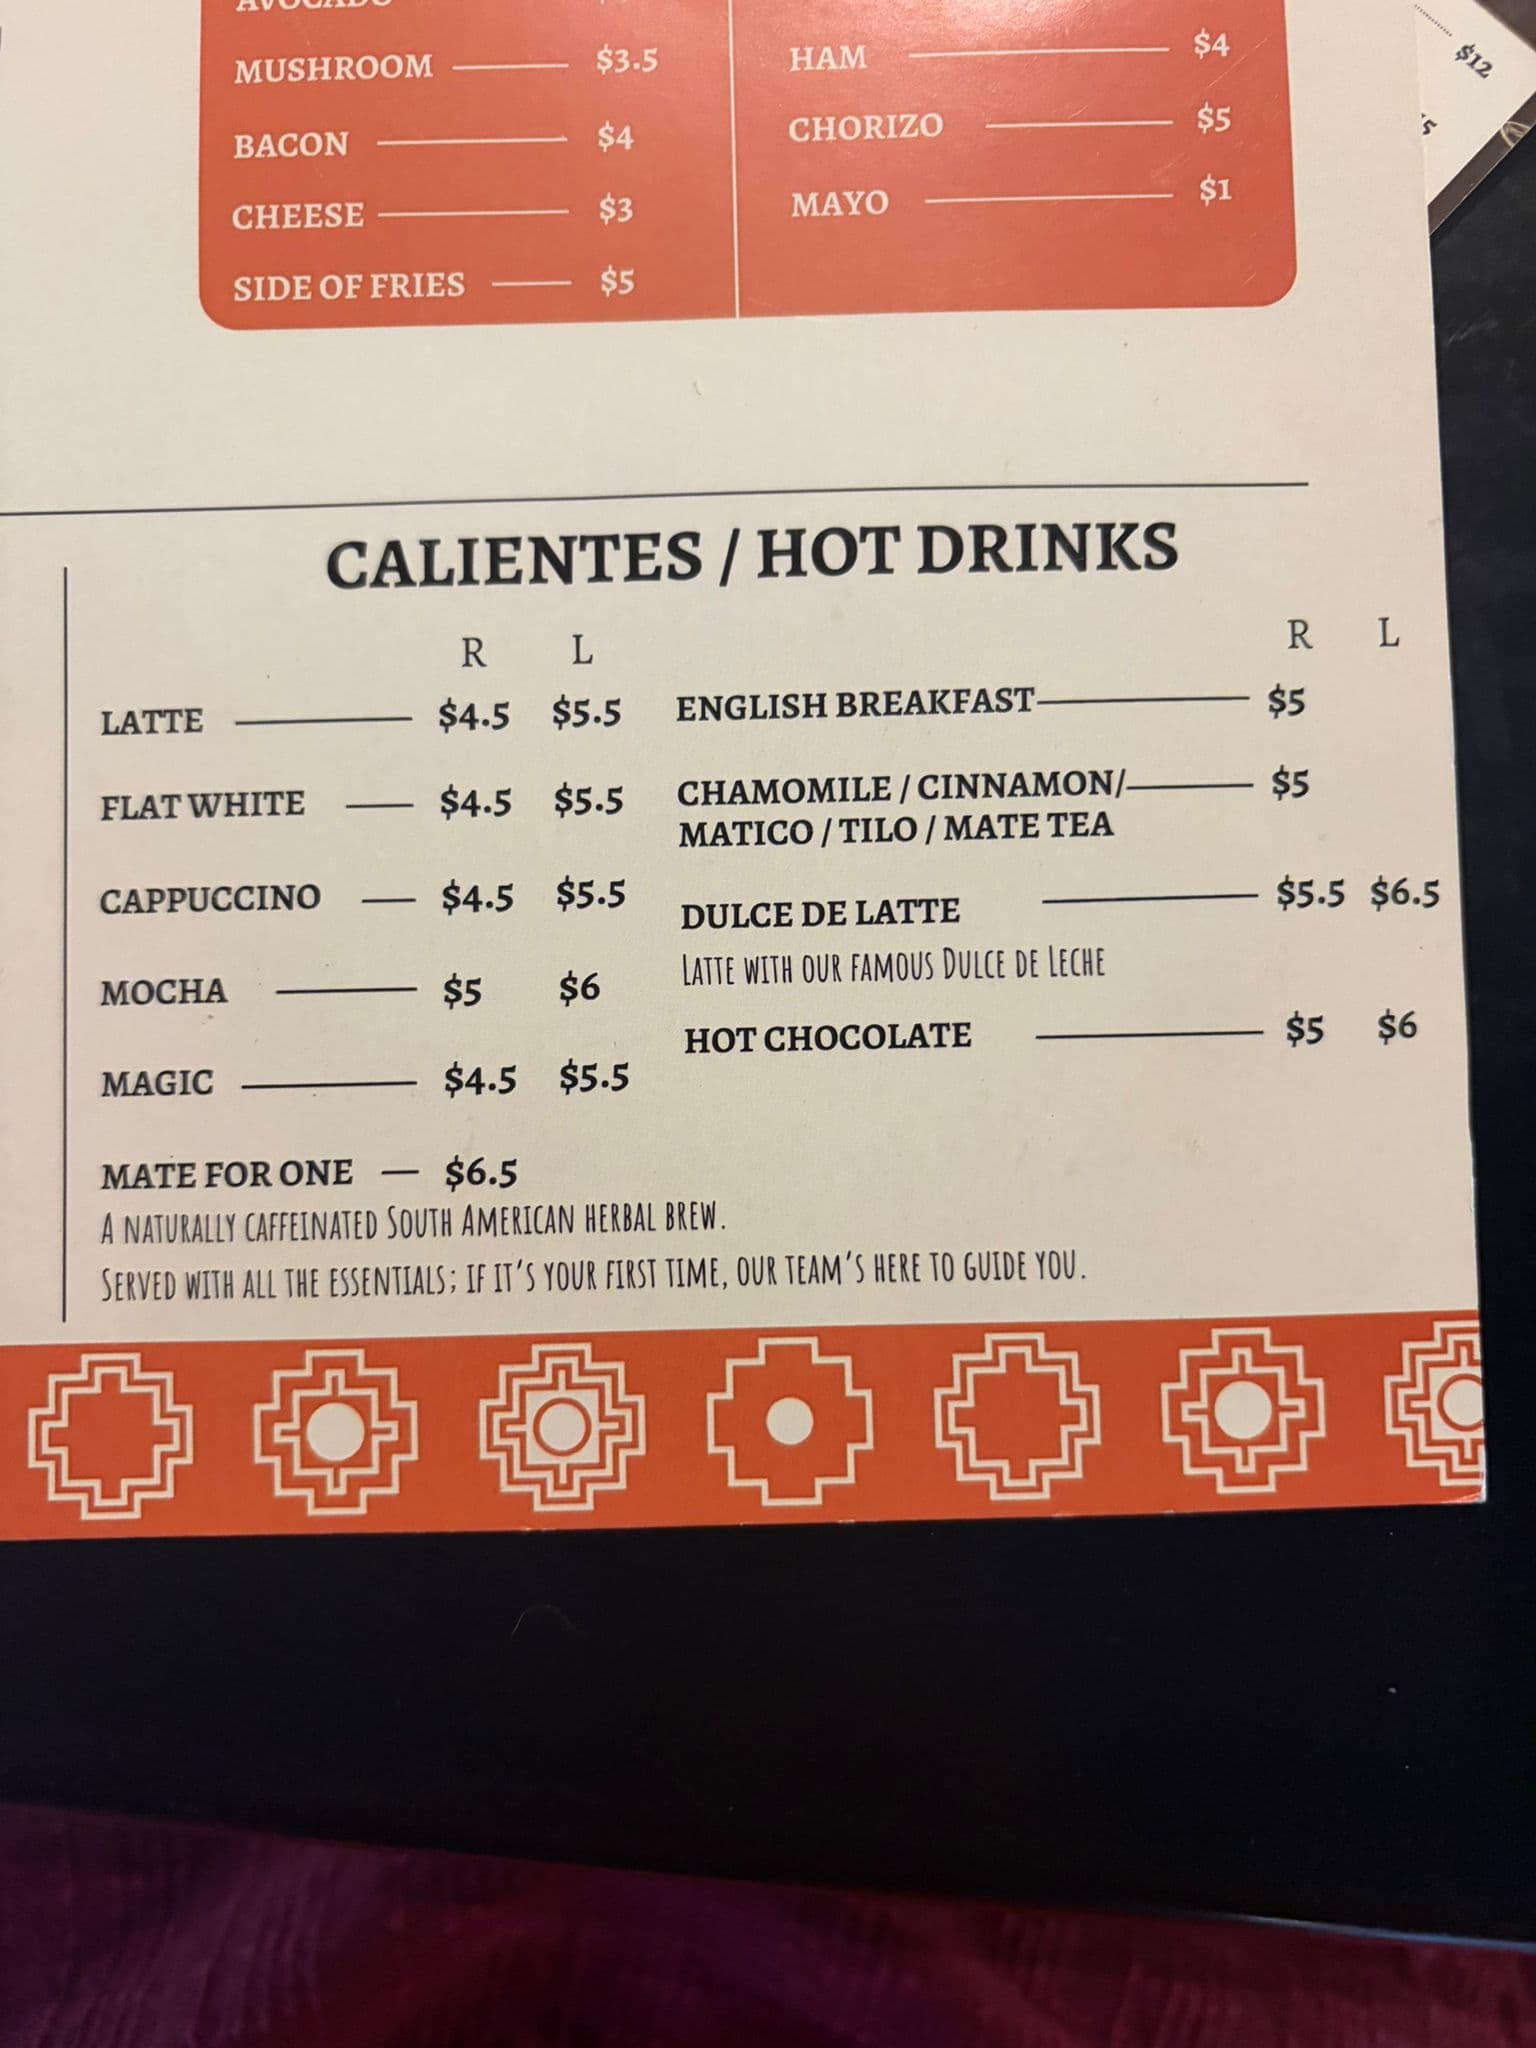 AVOCADO
MUSHROOM $3.5
BACON $4
CHEESE $3
SIDE OF FRIES $5
HAM $4
CHORIZO $5
MAYO $1
$12
CALIENTES / HOT DRINKS
R L
LATTE $4.5 $5.5
FLAT WHITE $4.5 $5.5
CAPPUCCINO $4.5 $5.5
MOCHA $5 $6
MAGIC $4.5 $5.5
MATE FOR ONE $6.5
A NATURALLY CAFFEINATED SOUTH AMERICAN HERBAL BREW.
SERVED WITH ALL THE ESSENTIALS; IF IT'S YOUR FIRST TIME, OUR TEAM'S HERE TO GUIDE YOU.
R L
ENGLISH BREAKFAST $5
CHAMOMILE / CINNAMON/ $5
MATICO / TILO / MATE TEA
DULCE DE LATTE $5.5 $6.5
LATTE WITH OUR FAMOUS DULCE DE LECHE
HOT CHOCOLATE $5 $6